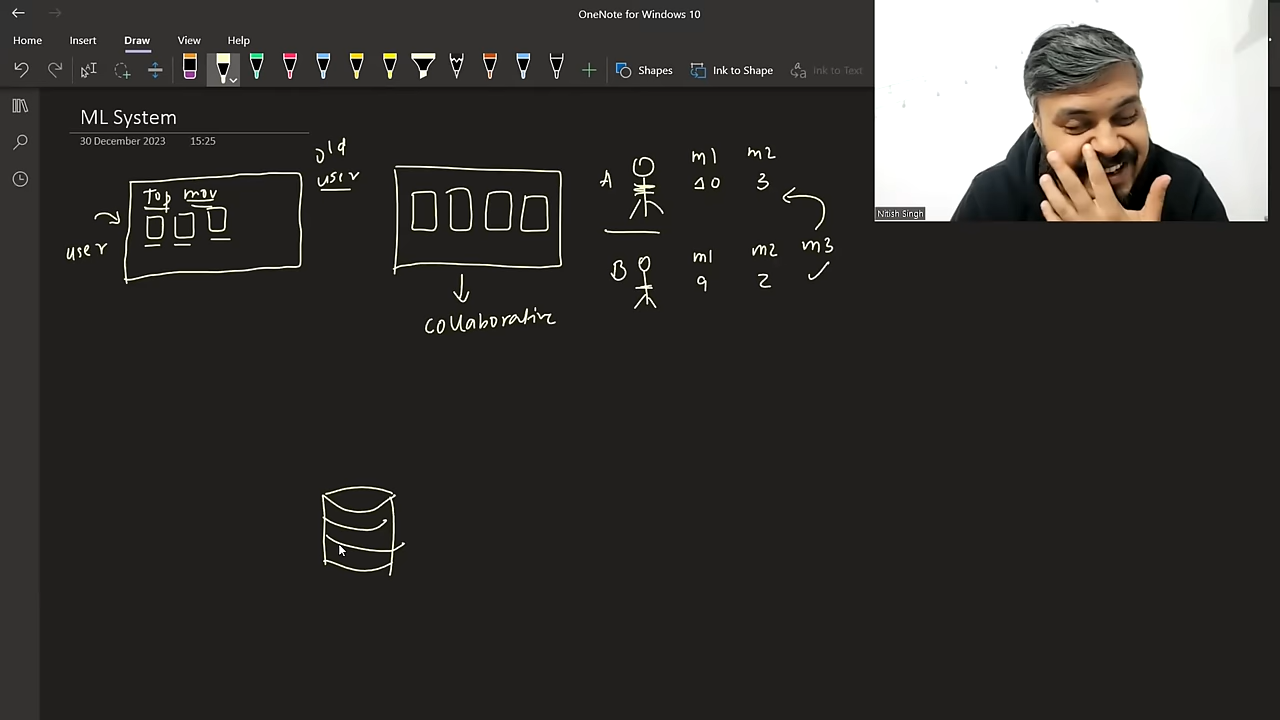 OneNote for Windows 10
Home Insert Draw View Help
Shapes Ink to Shape Ink to Text
ML System
30 December 2023 15:25
user
Top mov
old
user
collaborative
A
m1 m2
10 3
B
m1 m2 m3
9 2 ✓
Nitish Singh